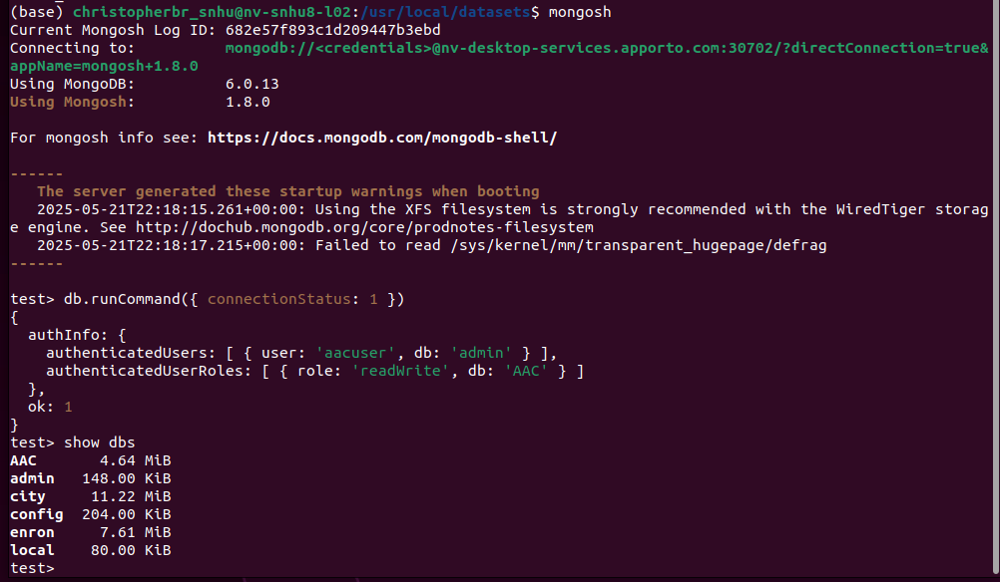 (base) christopherbr_snhu@nv-snhu8-l02:/usr/local/datasets$ mongosh
Current Mongosh Log ID: 682e57f893c1d209447b3ebd
Connecting to:          mongodb://<credentials>@nv-desktop-services.apporto.com:30702/?directConnection=true&
appName=mongosh+1.8.0
Using MongoDB:          6.0.13
Using Mongosh:          1.8.0
For mongosh info see: https://docs.mongodb.com/mongodb-shell/
------
   The server generated these startup warnings when booting
   2025-05-21T22:18:15.261+00:00: Using the XFS filesystem is strongly recommended with the WiredTiger storag
e engine. See http://dochub.mongodb.org/core/prodnotes-filesystem
   2025-05-21T22:18:17.215+00:00: Failed to read /sys/kernel/mm/transparent_hugepage/defrag
------
test> db.runCommand({ connectionStatus: 1 })
{
  authInfo: {
    authenticatedUsers: [ { user: 'aacuser', db: 'admin' } ],
    authenticatedUserRoles: [ { role: 'readWrite', db: 'AAC' } ]
  },
  ok: 1
}
test> show dbs
AAC       4.64 MiB
admin   148.00 KiB
city     11.22 MiB
config  204.00 KiB
enron     7.61 MiB
local    80.00 KiB
test>